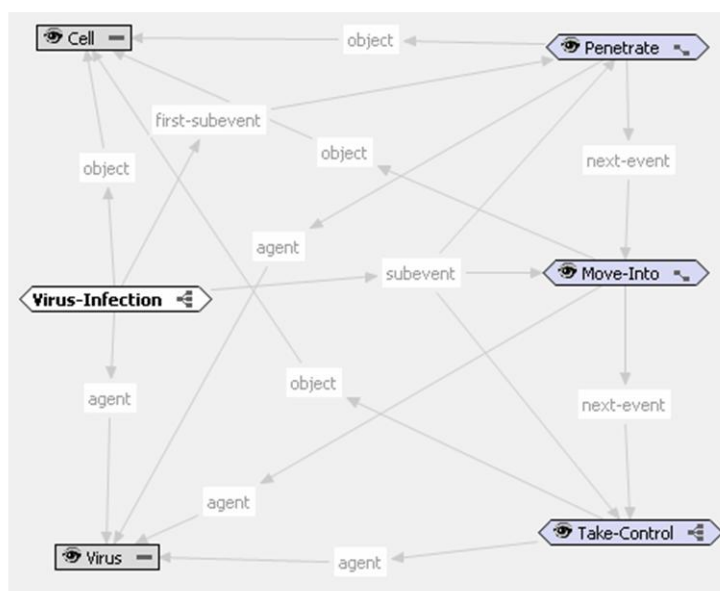 Cell
object
Penetrate
first-subevent
object
next-event
object
agent
subevent
Move-Into
Virus-Infection
object
next-event
agent
agent
Take-Control
Virus
agent